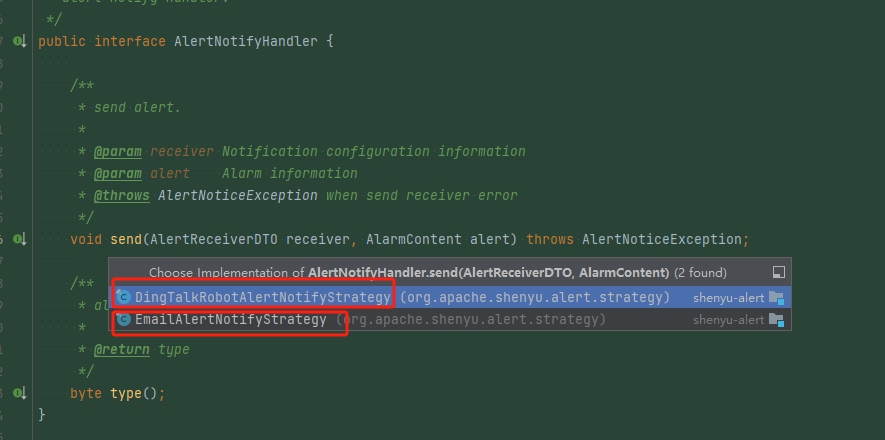 alert notify handler.
*/
public interface AlertNotifyHandler {
/**
* send alert.
*
* @param receiver Notification configuration information
* @param alert Alarm information
* @throws AlertNoticeException when send receiver error
*/
void send(AlertReceiverDTO receiver, AlarmContent alert) throws AlertNoticeException;
Choose Implementation of AlertNotifyHandler.send(AlertReceiverDTO, AlarmContent) (2 found)
/**
DingTalkRobotAlertNotifyStrategy (org.apache.shenyu.alert.strategy) shenyu-alert
* al
EmailAlertNotifyStrategy (org.apache.shenyu.alert.strategy) shenyu-alert
*
* @return type
*/
byte type();
}